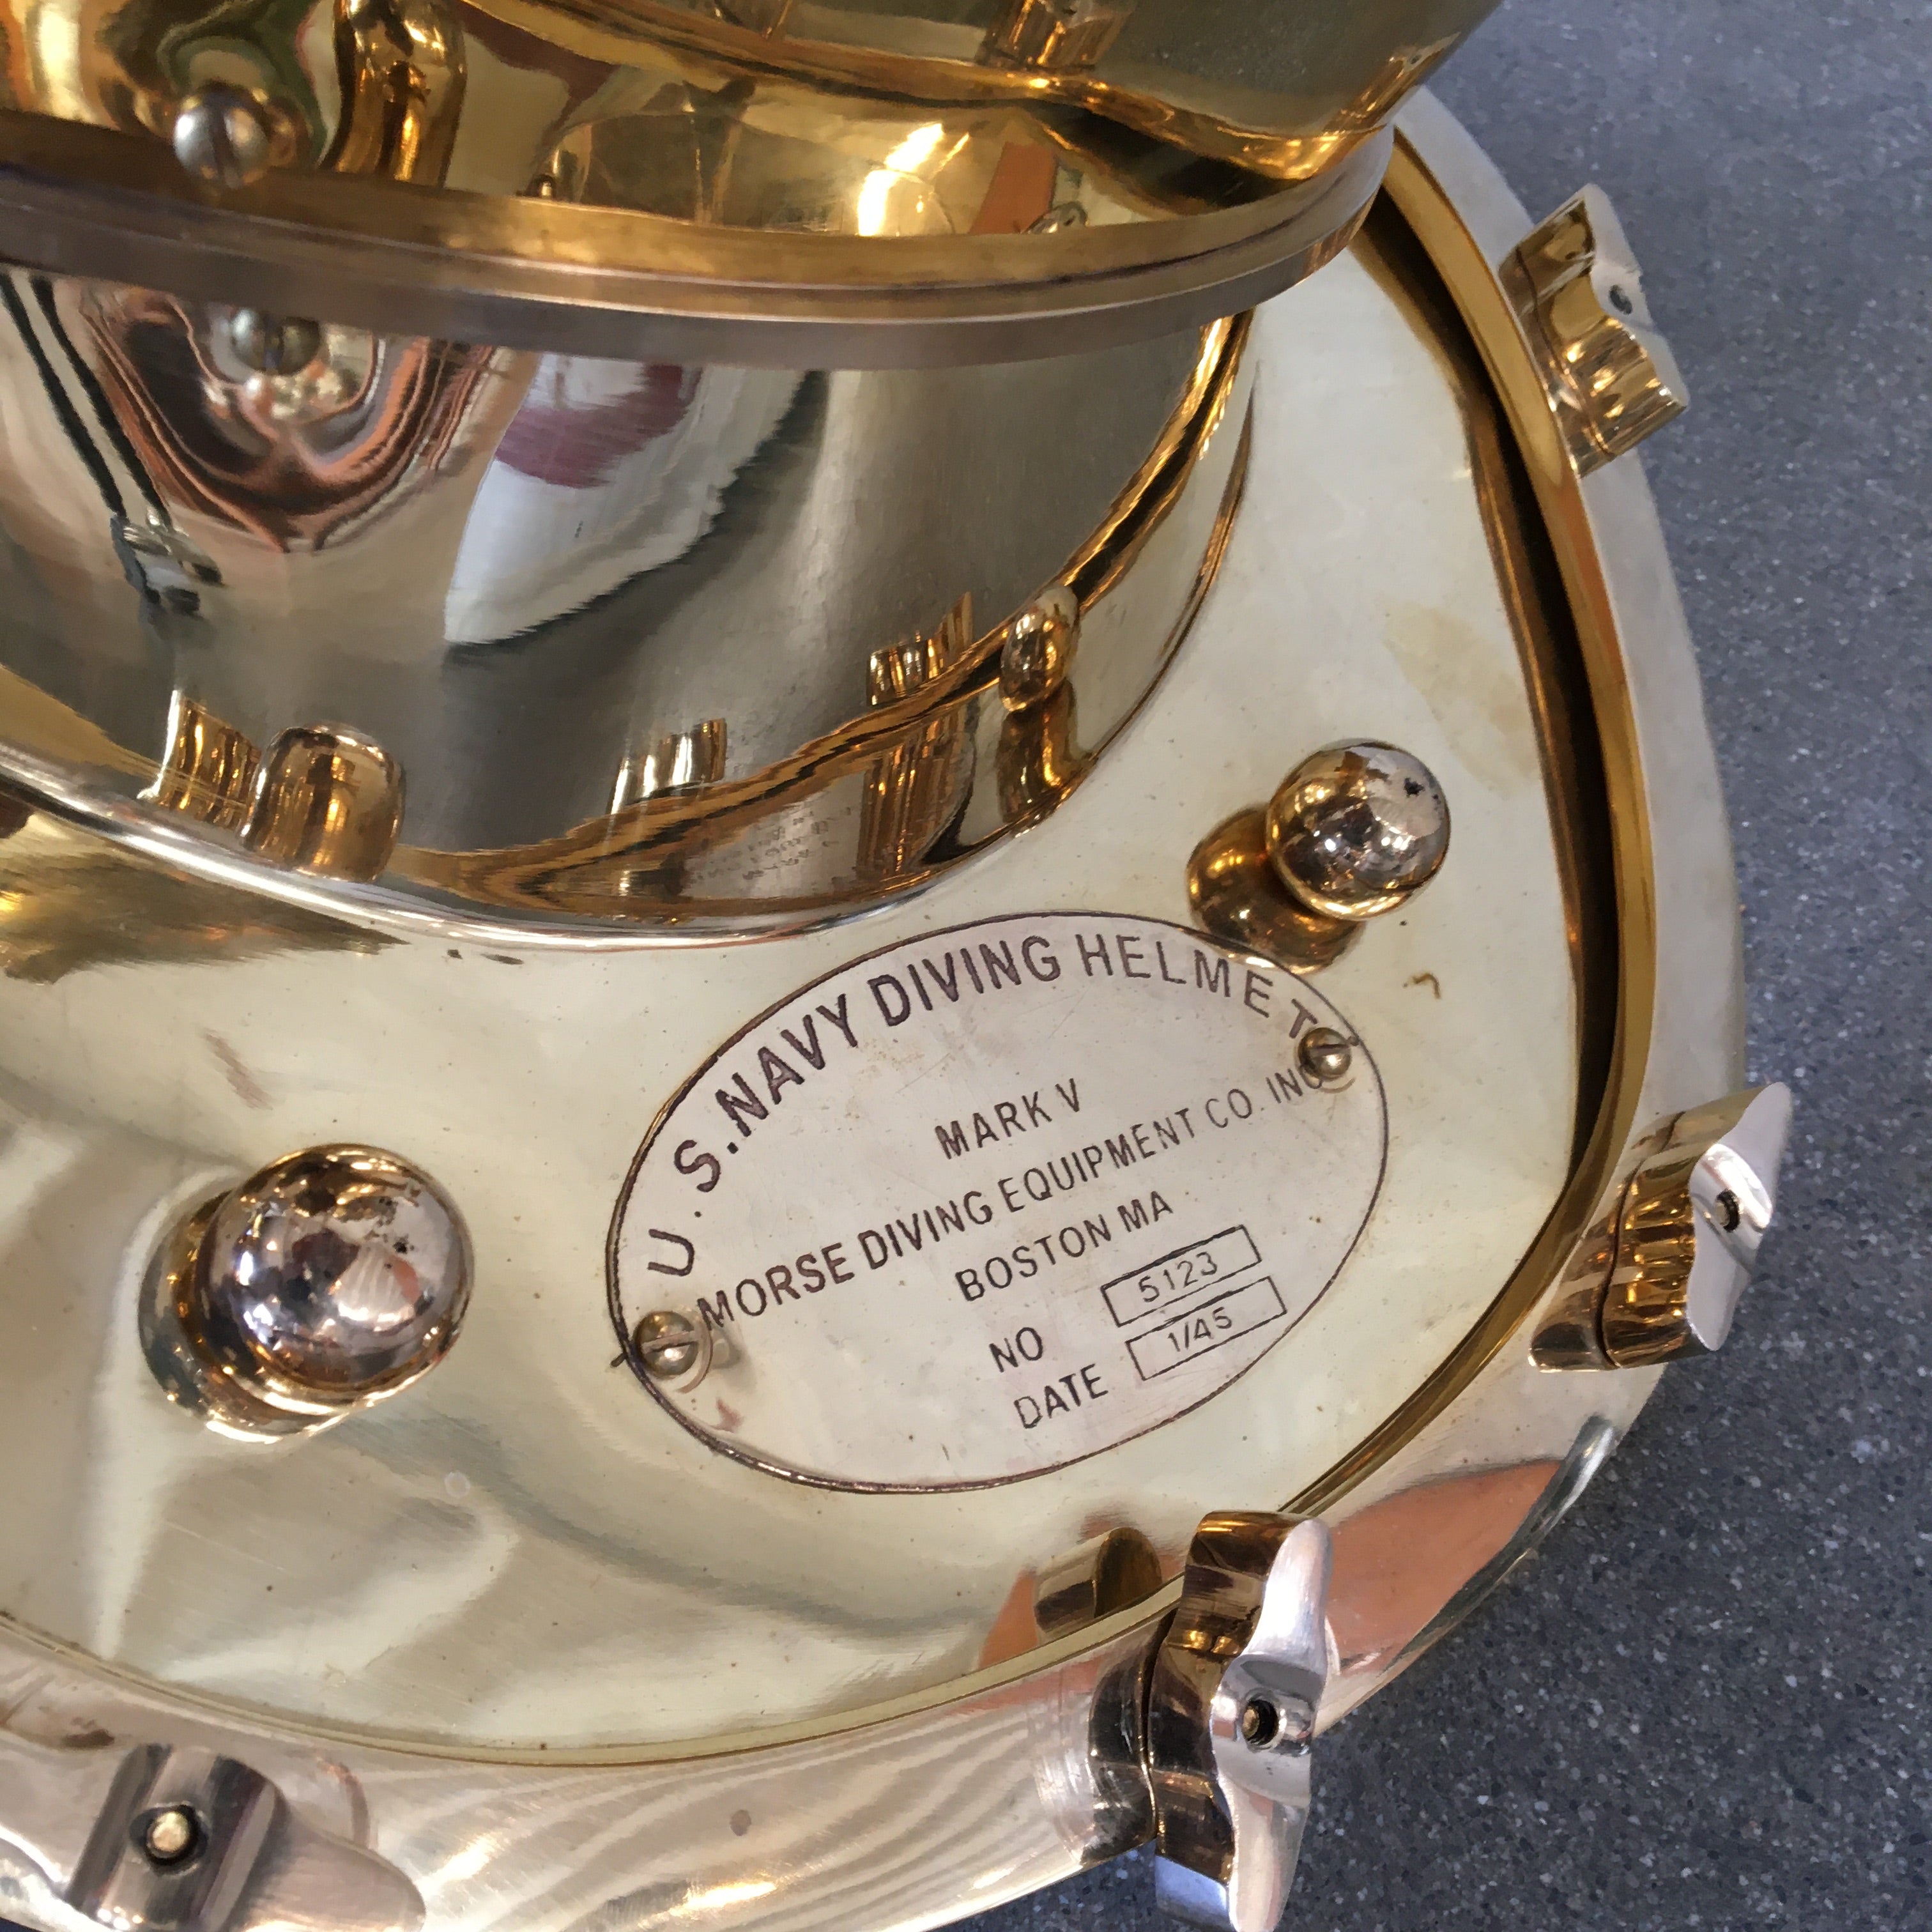 U.S.NAVY DIVING HELMET
MARK V
MORSE DIVING EQUIPMENT CO. INC
BOSTON MA
NO 5123
DATE 1/45